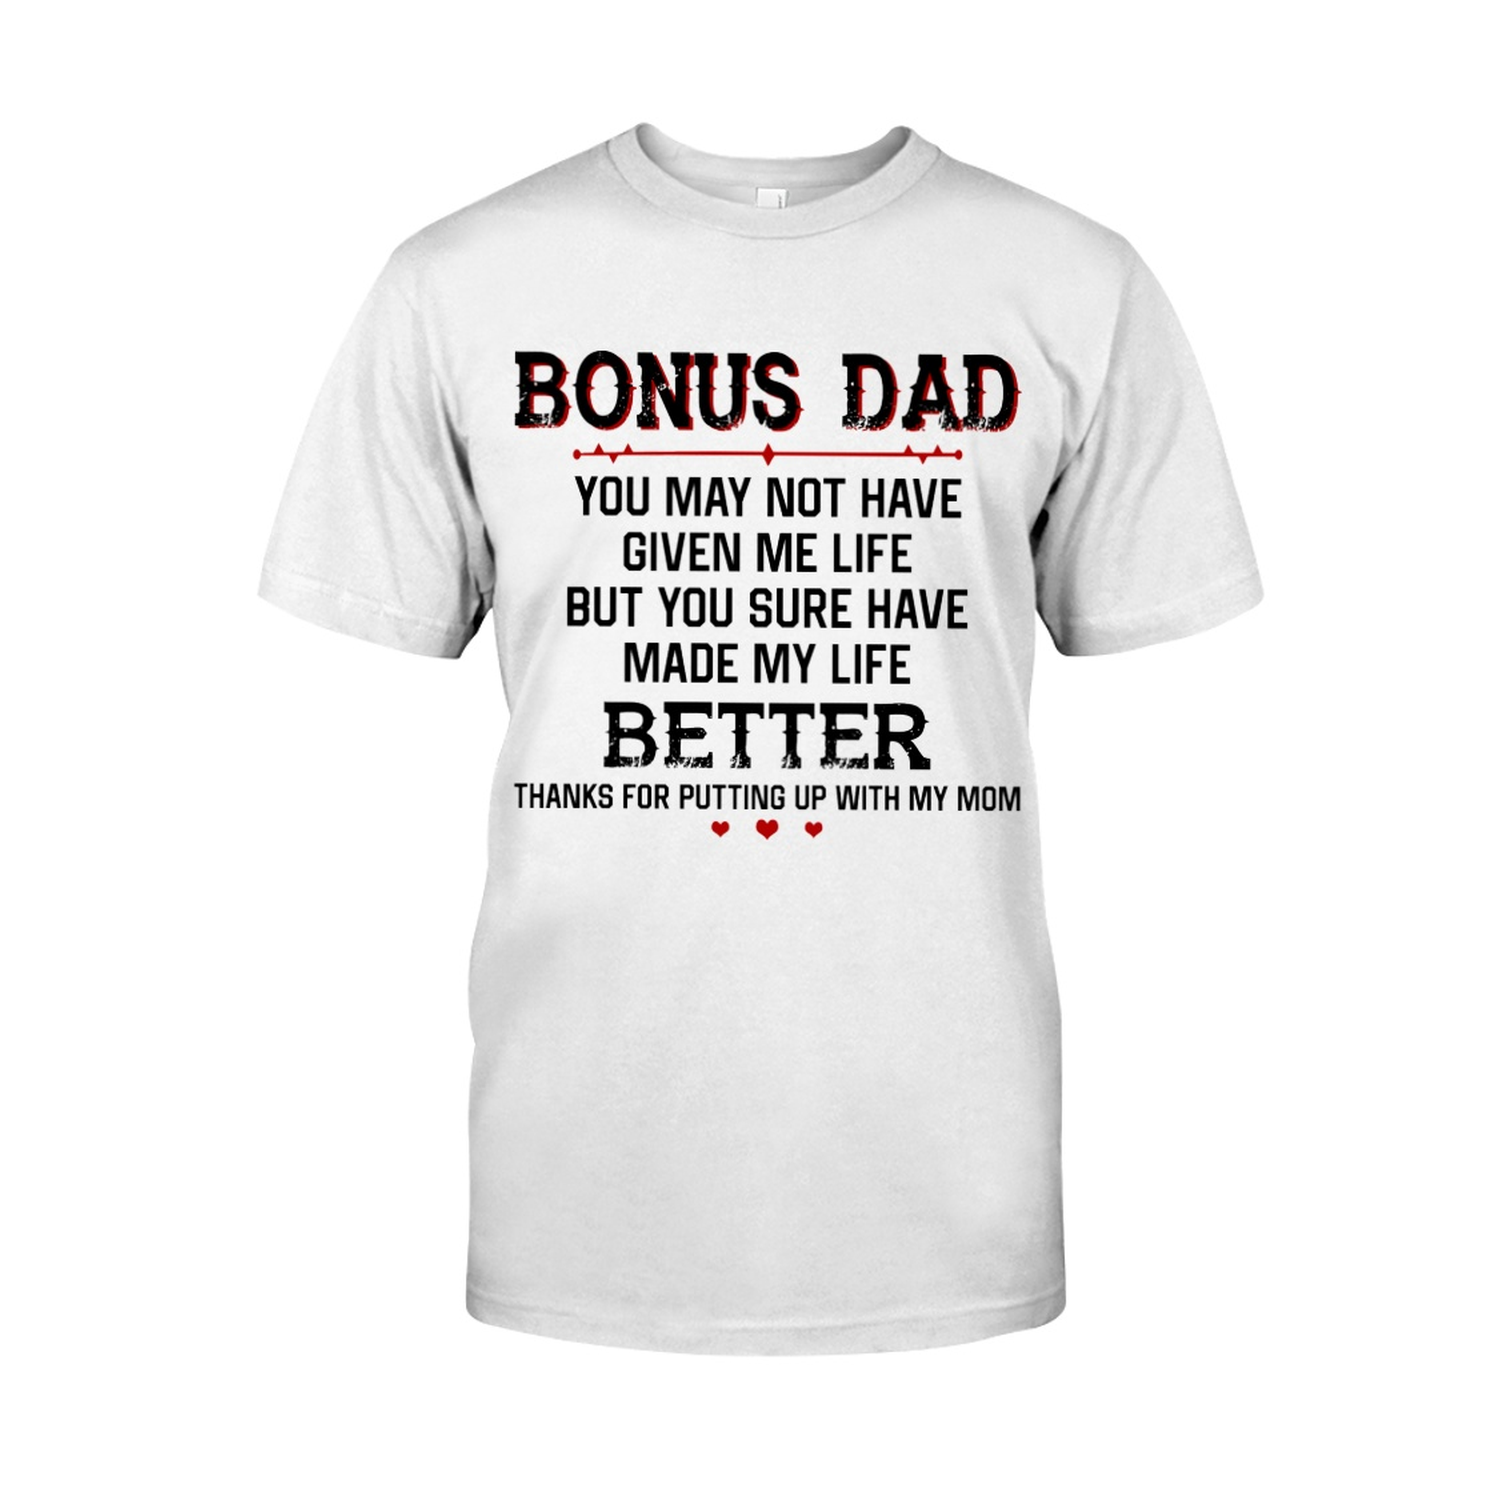 BONUS DAD
YOU MAY NOT HAVE
GIVEN ME LIFE
BUT YOU SURE HAVE
MADE MY LIFE
BETTER
THANKS FOR PUTTING UP WITH MY MOM